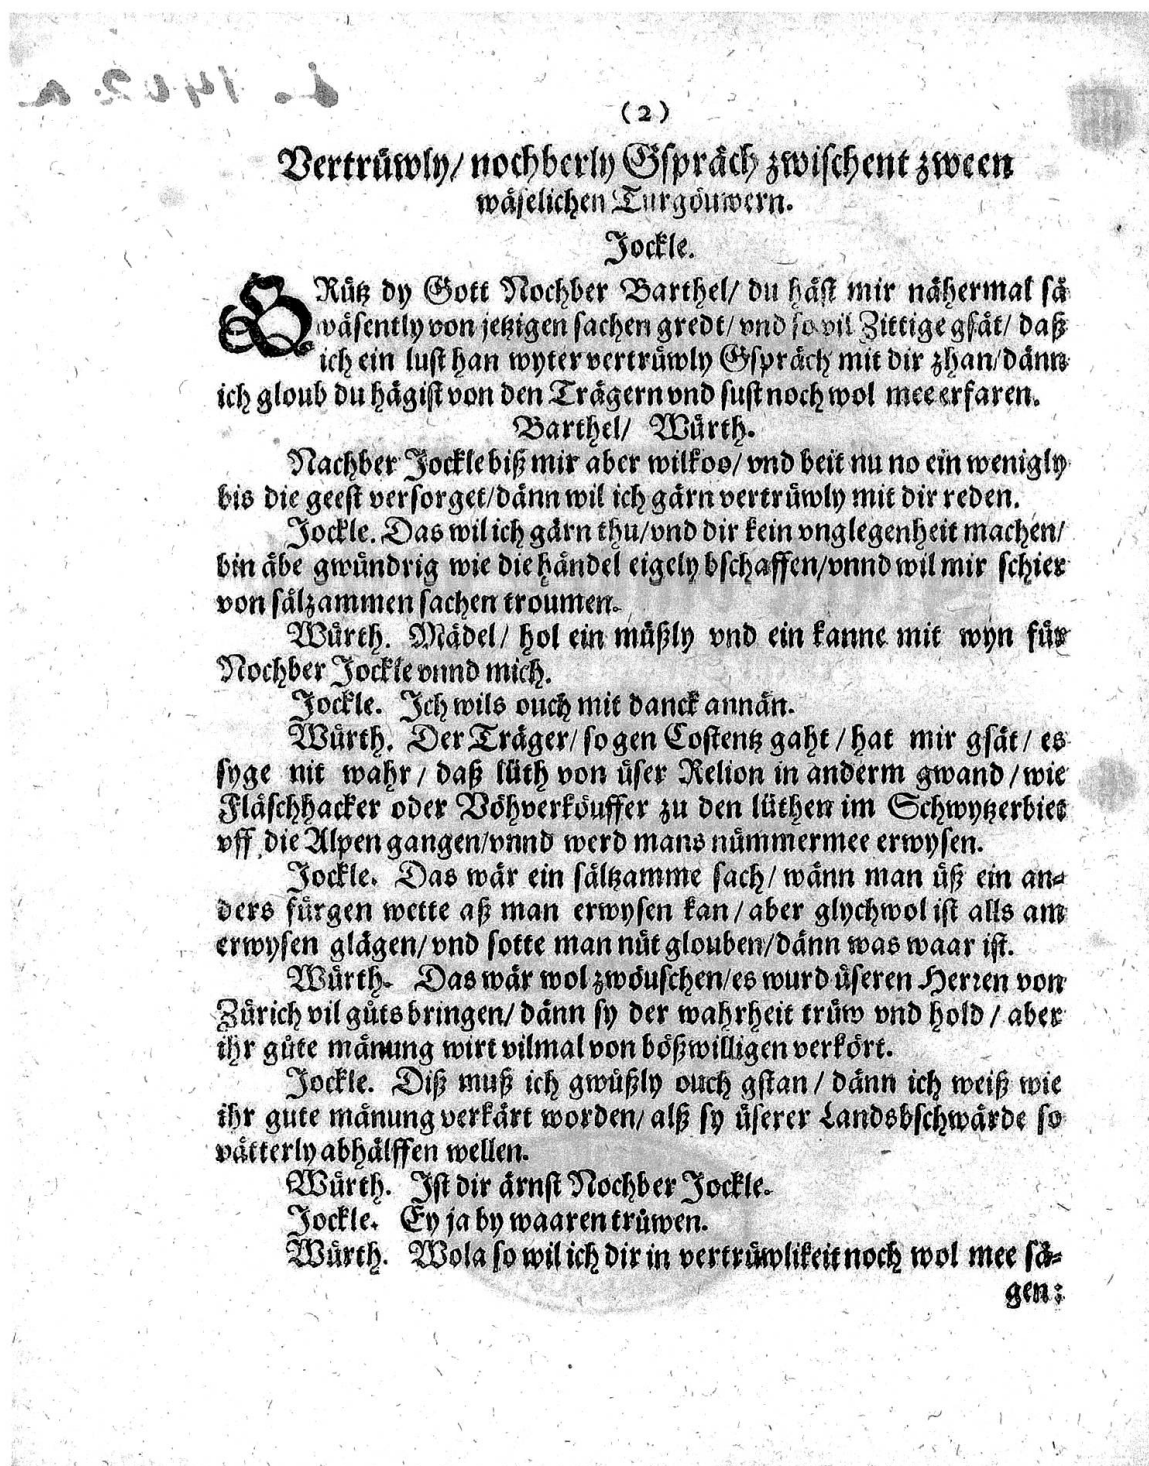 (2)
Vertrüwly/ nochberly Gspräch zwischent zween
wäselichen Turgöuwern.
Jockle.
GRütz dy Gott Nochber Barthel/ du häst mir nähermal sä
wäsently von jetzigen sachen gredt/ vnd so vil Zittige gsät/ daß
ich ein lust han wyter vertrüwly Gspräch mit dir zhan/ dänn
ich gloub du hägist von den Trägern vnd sust noch wol mee erfaren.
Barthel/ Würth.
Nachber Jockle biß mir aber wilkoo/ vnd beit nu no ein wenigly
bis die geest versorget/ dänn wil ich gärn vertrüwly mit dir reden.
Jockle. Das wil ich gärn thu/ vnd dir kein vnglegenheit machen/
bin äbe gwündrig wie die händel eigely bschaffen/ vnnd wil mir schier
von sälzammen sachen troumen.
Würth. Mädel/ hol ein müßly vnd ein kanne mit wyn für
Nochber Jockle vnnd mich.
Jockle. Ich wils ouch mit danck annän.
Würth. Der Träger/ so gen Costentz gaht/ hat mir gsät/ es
syge nit wahr/ daß lüth von üser Relion in anderm gwand/ wie
Fläschhacker oder Vöhverköuffer zu den lüthen im Schwytzerbiet
vff die Alpen gangen/ vnnd werd mans nümmermee erwysen.
Jockle. Das wär ein sältzamme sach/ wänn man üß ein an⸗
ders fürgen wette aß man erwysen kan/ aber glychwol ist alls am
erwysen glägen/ vnd sotte man nüt glouben/ dänn was waar ist.
Würth. Das wär wol zwöuschen/ es wurd üseren Herren von
Zürich vil guͤts bringen/ dänn sy der wahrheit trüw vnd hold/ aber
ihr guͤte mänung wirt vilmal von bößwilligen verkört.
Jockle. Diß muß ich gwüßly ouch gstan/ dänn ich weiß wie
ihr gute mänung verkärt worden/ alß sy üserer Landsbschwärde so
vätterly abhälffen wellen.
Würth. Ist dir ärnst Nochber Jockle.
Jockle. Ey ja by waaren trüwen.
Würth. Wola so wil ich dir in vertrüwlikeit noch wol mee sä⸗
gen: